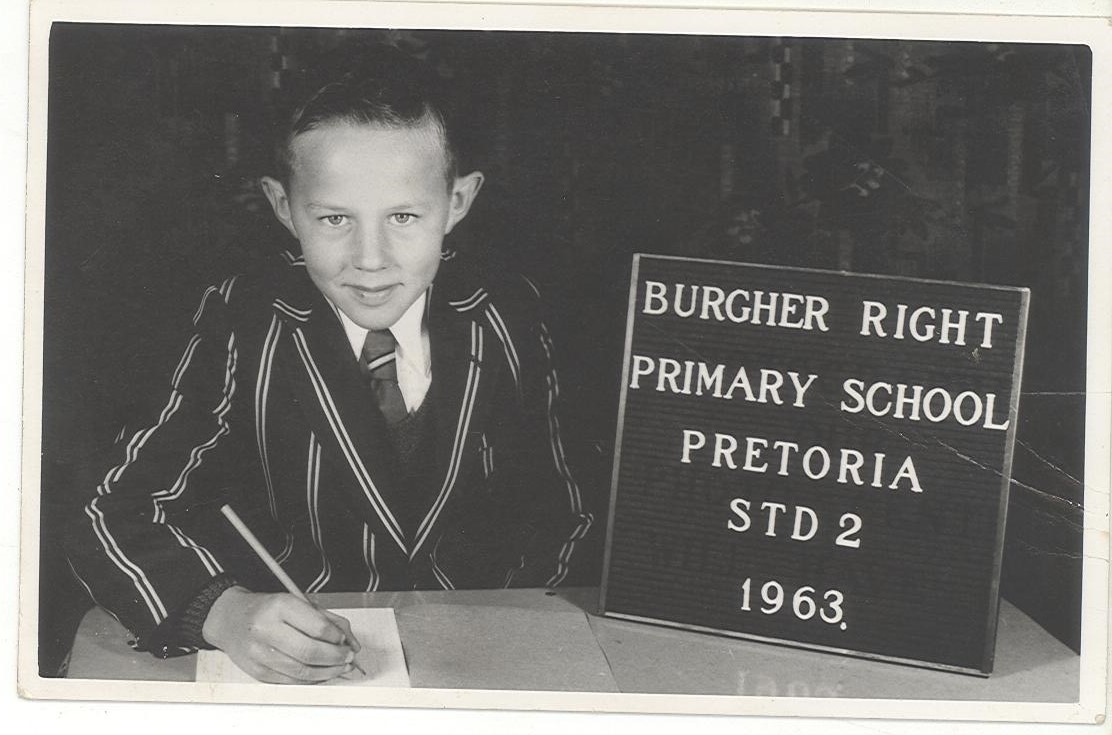 BURGHER RIGHT
PRIMARY SCHOOL
PRETORIA
STD 2
1963.